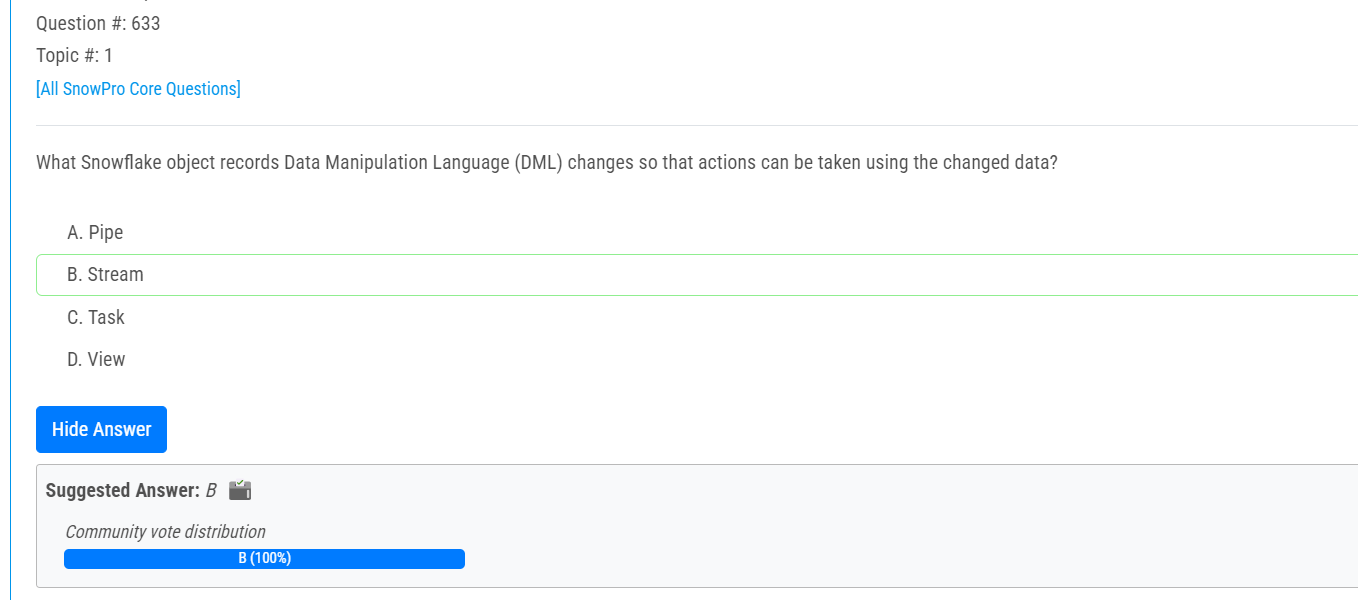 Question #: 633
Topic #: 1
[All SnowPro Core Questions]
What Snowflake object records Data Manipulation Language (DML) changes so that actions can be taken using the changed data?
A. Pipe
B. Stream
C. Task
D. View
Hide Answer
Suggested Answer: B
Community vote distribution
B (100%)